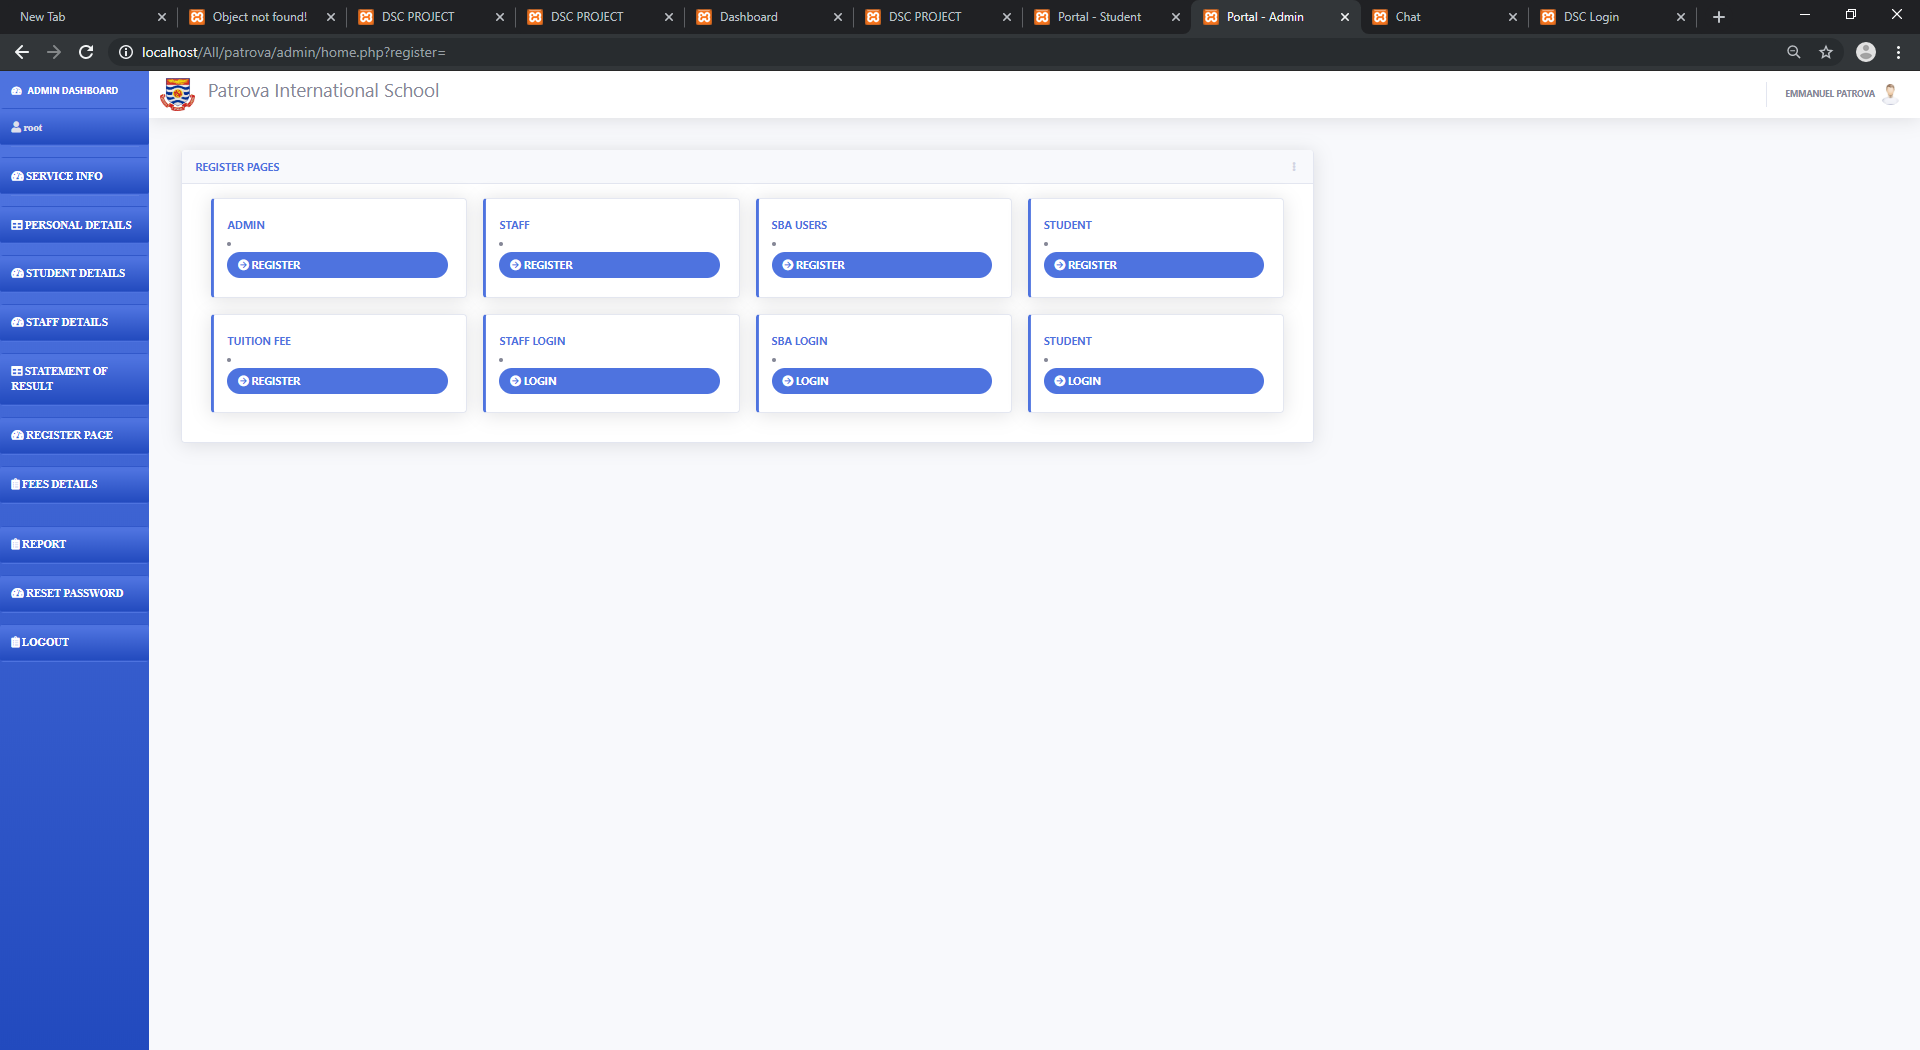 New Tab
Object not found!
DSC PROJECT
DSC PROJECT
Dashboard
DSC PROJECT
Portal - Student
Portal - Admin
Chat
DSC Login
localhost/All/patrova/admin/home.php?register=
ADMIN DASHBOARD
root
SERVICE INFO
PERSONAL DETAILS
STUDENT DETAILS
STAFF DETAILS
STATEMENT OF
RESULT
REGISTER PAGE
FEES DETAILS
REPORT
RESET PASSWORD
LOGOUT
Patrova International School
EMMANUEL PATROVA
REGISTER PAGES
ADMIN
REGISTER
STAFF
REGISTER
SBA USERS
REGISTER
STUDENT
REGISTER
TUITION FEE
REGISTER
STAFF LOGIN
LOGIN
SBA LOGIN
LOGIN
STUDENT
LOGIN